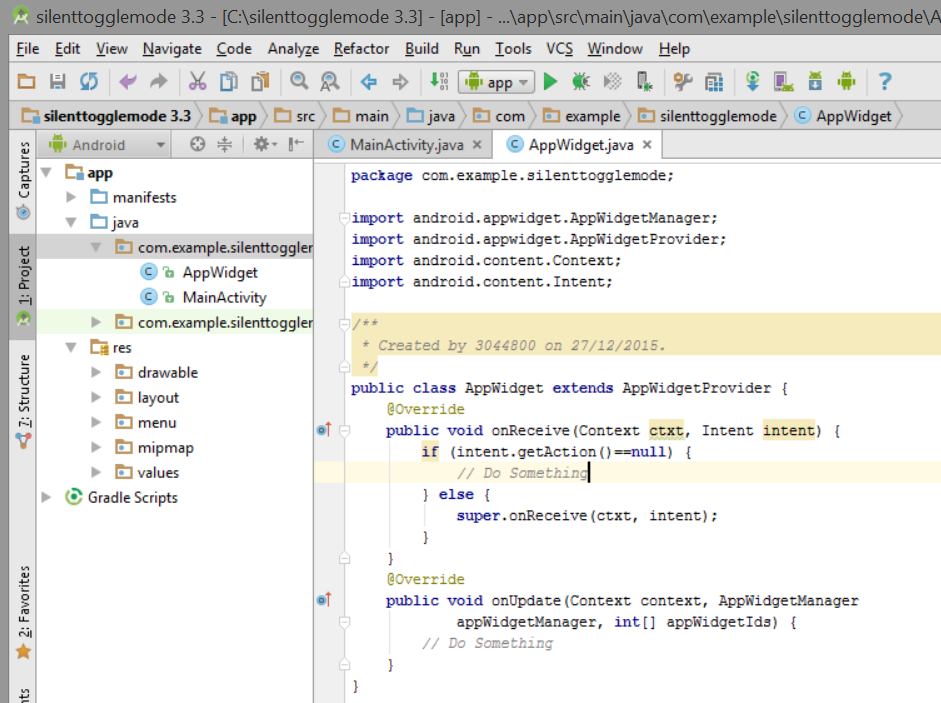 silenttogglemode 3.3 - [C:\silenttogglemode 3.3] - [app] - ...\app\src\main\java\com\example\silenttogglemode\A
File Edit View Navigate Code Analyze Refactor Build Run Tools VCS Window Help
app
silenttogglemode 3.3 app src main java com example silenttogglemode AppWidget
Captures
1: Project
7: Structure
2: Favorites
nts
Android
app
manifests
java
com.example.silenttoggler
AppWidget
MainActivity
com.example.silenttoggler
res
drawable
layout
menu
mipmap
values
Gradle Scripts
MainActivity.java AppWidget.java
package com.example.silenttogglemode;
import android.appwidget.AppWidgetManager;
import android.appwidget.AppWidgetProvider;
import android.content.Context;
import android.content.Intent;
/**
* Created by 3044800 on 27/12/2015.
*/
public class AppWidget extends AppWidgetProvider {
@Override
public void onReceive(Context ctxt, Intent intent) {
if (intent.getAction()==null) {
// Do Something
} else {
super.onReceive(ctxt, intent);
}
}
@Override
public void onUpdate(Context context, AppWidgetManager
appWidgetManager, int[] appWidgetIds) {
// Do Something
}
}